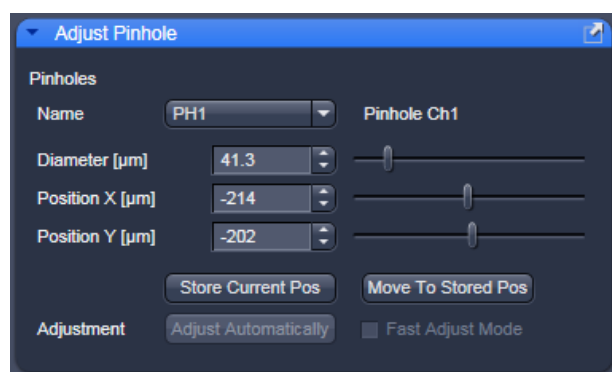 Adjust Pinhole
Pinholes
Name PH1 Pinhole Ch1
Diameter [µm] 41.3
Position X [µm] -214
Position Y [µm] -202
Store Current Pos Move To Stored Pos
Adjustment Adjust Automatically Fast Adjust Mode